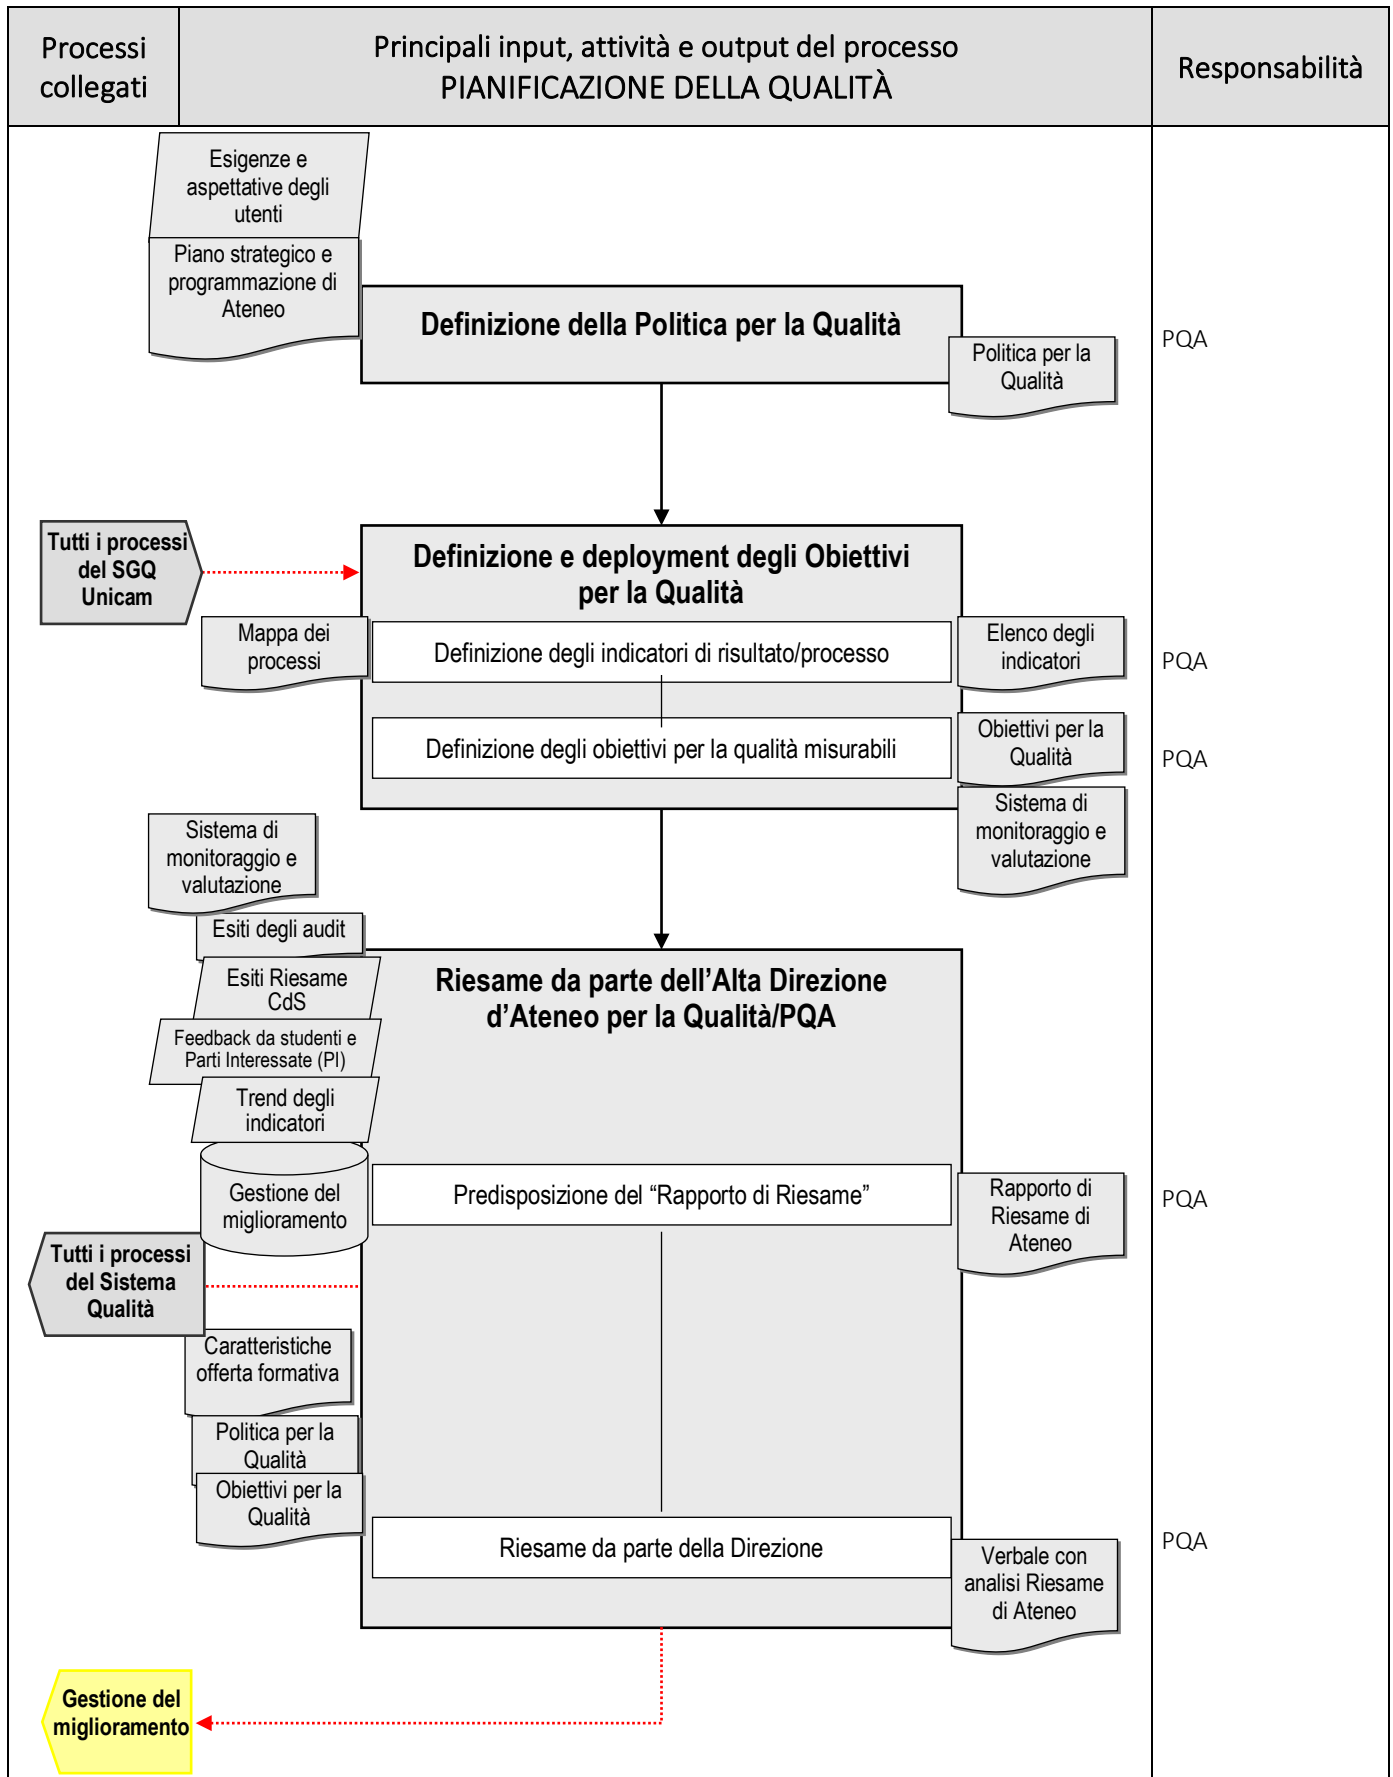 Processi
collegati
Principali input, attività e output del processo
PIANIFICAZIONE DELLA QUALITÀ
Responsabilità
Esigenze e
aspettative degli
utenti
Piano strategico e
programmazione di
Ateneo
Definizione della Politica per la Qualità
Politica per la
Qualità
PQA
Tutti i processi
del SGQ
Unicam
Definizione e deployment degli Obiettivi
per la Qualità
Mappa dei
processi
Definizione degli indicatori di risultato/processo
Elenco degli
indicatori
PQA
Definizione degli obiettivi per la qualità misurabili
Obiettivi per la
Qualità
PQA
Sistema di
monitoraggio e
valutazione
Sistema di
monitoraggio e
valutazione
Esiti degli audit
Esiti Riesame
CdS
Feedback da studenti e
Parti Interessate (PI)
Trend degli
indicatori
Riesame da parte dell’Alta Direzione
d’Ateneo per la Qualità/PQA
Gestione del
miglioramento
Predisposizione del “Rapporto di Riesame”
Rapporto di
Riesame di
Ateneo
PQA
Tutti i processi
del Sistema
Qualità
Caratteristiche
offerta formativa
Politica per la
Qualità
Obiettivi per la
Qualità
Riesame da parte della Direzione
Verbale con
analisi Riesame
di Ateneo
PQA
Gestione del
miglioramento